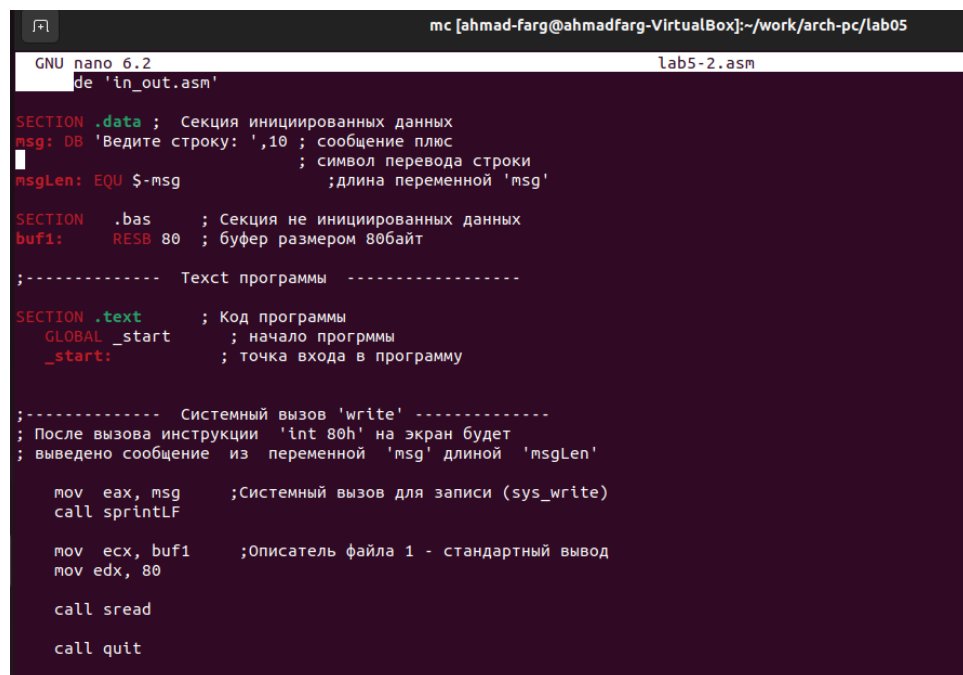 mc [ahmad-farg@ahmadfarg-VirtualBox]:~/work/arch-pc/lab05
GNU nano 6.2 lab5-2.asm
de 'in_out.asm'
SECTION .data ; Секция инициированных данных
msg: DB 'Ведите строку: ',10 ; сообщение плюс
; символ перевода строки
msgLen: EQU $-msg ;длина переменной 'msg'
SECTION .bas ; Секция не инициированных данных
buf1: RESB 80 ; буфер размером 80байт
;-------------- Texct программы ------------------
SECTION .text ; Код программы
GLOBAL _start ; начало progрммы
_start: ; точка входа в программу
;-------------- Системный вызов 'write' --------------
; После вызова инструкции 'int 80h' на экран будет
; выведено сообщение из переменной 'msg' длиной 'msgLen'
mov eax, msg ;Системный вызов для записи (sys_write)
call sprintLF
mov ecx, buf1 ;Описатель файла 1 - стандартный вывод
mov edx, 80
call sread
call quit